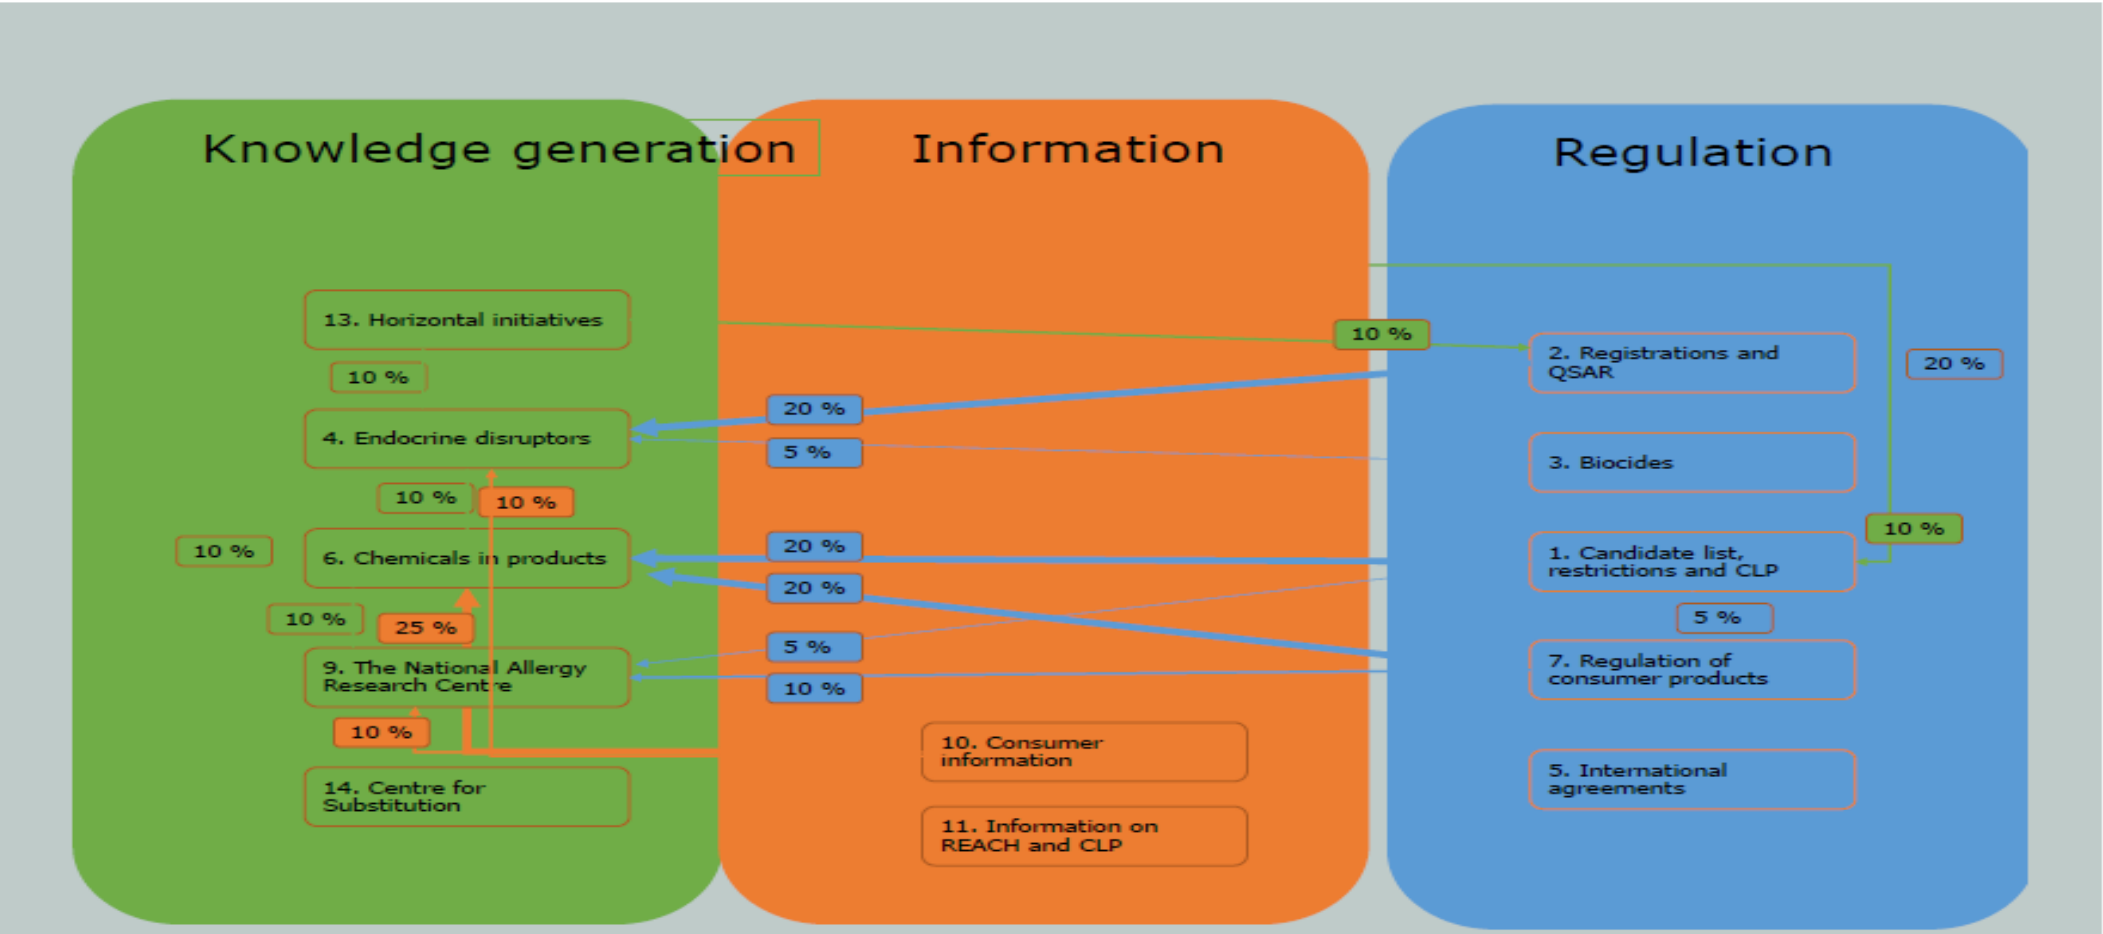 Knowledge generation
Information
Regulation
13. Horizontal initiatives
10 %
4. Endocrine disruptors
10 %
10 %
10 %
6. Chemicals in products
10 %
25 %
9. The National Allergy
Research Centre
10 %
14. Centre for
Substitution
20 %
5 %
20 %
20 %
5 %
10 %
10. Consumer
information
11. Information on
REACH and CLP
10 %
2. Registrations and
QSAR
20 %
3. Biocides
10 %
1. Candidate list,
restrictions and CLP
5 %
7. Regulation of
consumer products
5. International
agreements